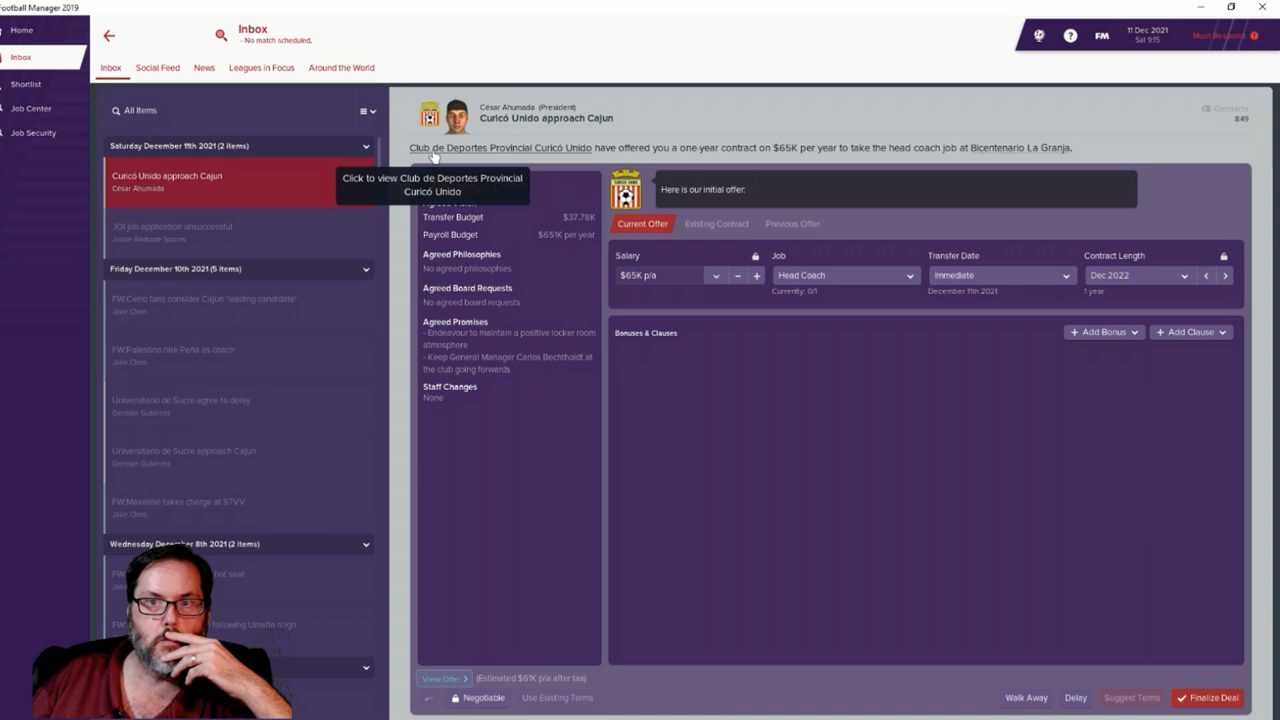 Football Manager 2019
Home
Inbox
Shortlist
Job Center
Job Security
Inbox
- No match scheduled.
FM
11 Dec 2021
Sat 9:15
Must Respond
Inbox
Social Feed
News
Leagues in Focus
Around the World
All Items
Saturday December 11th 2021 (2 items)
Curicó Unido approach Cajun
César Ahumada
JOI job application unsuccessful
Josbe Andrade Soares
Friday December 10th 2021 (5 items)
FW:Cerro fans consider Cajun 'leading candidate'
Jake Chen
FW:Palestino hire Peña as coach
Jake Chen
Universitario de Sucre agree to delay
Germán Gutiérrez
Universitario de Sucre approach Cajun
Germán Gutiérrez
FW:Makélélé takes charge at STVV
Jake Chen
Wednesday December 8th 2021 (2 items)
hot seat
following Umaña reign
César Ahumada (President)
Curicó Unido approach Cajun
Contracts
8:49
Club de Deportes Provincial Curicó Unido have offered you a one-year contract on $65K per year to take the head coach job at Bicentenario La Granja.
Click to view Club de Deportes Provincial
Curicó Unido
Transfer Budget $37.78K
Payroll Budget $651K per year
Agreed Philosophies
No agreed philosophies
Agreed Board Requests
No agreed board requests
Agreed Promises
- Endeavour to maintain a positive locker room
atmosphere
- Keep General Manager Carlos Bechtholdt at
the club going forwards
Staff Changes
None
Here is our initial offer:
Current Offer
Existing Contract
Previous Offer
Salary
$65K p/a
Job
Head Coach
Currently: 0/1
Transfer Date
Immediate
December 11th 2021
Contract Length
Dec 2022
1 year
Bonuses & Clauses
Add Bonus
Add Clause
View Offer
(Estimated $61K p/a after tax)
Negotiable
Use Existing Terms
Walk Away
Delay
Suggest Terms
Finalize Deal